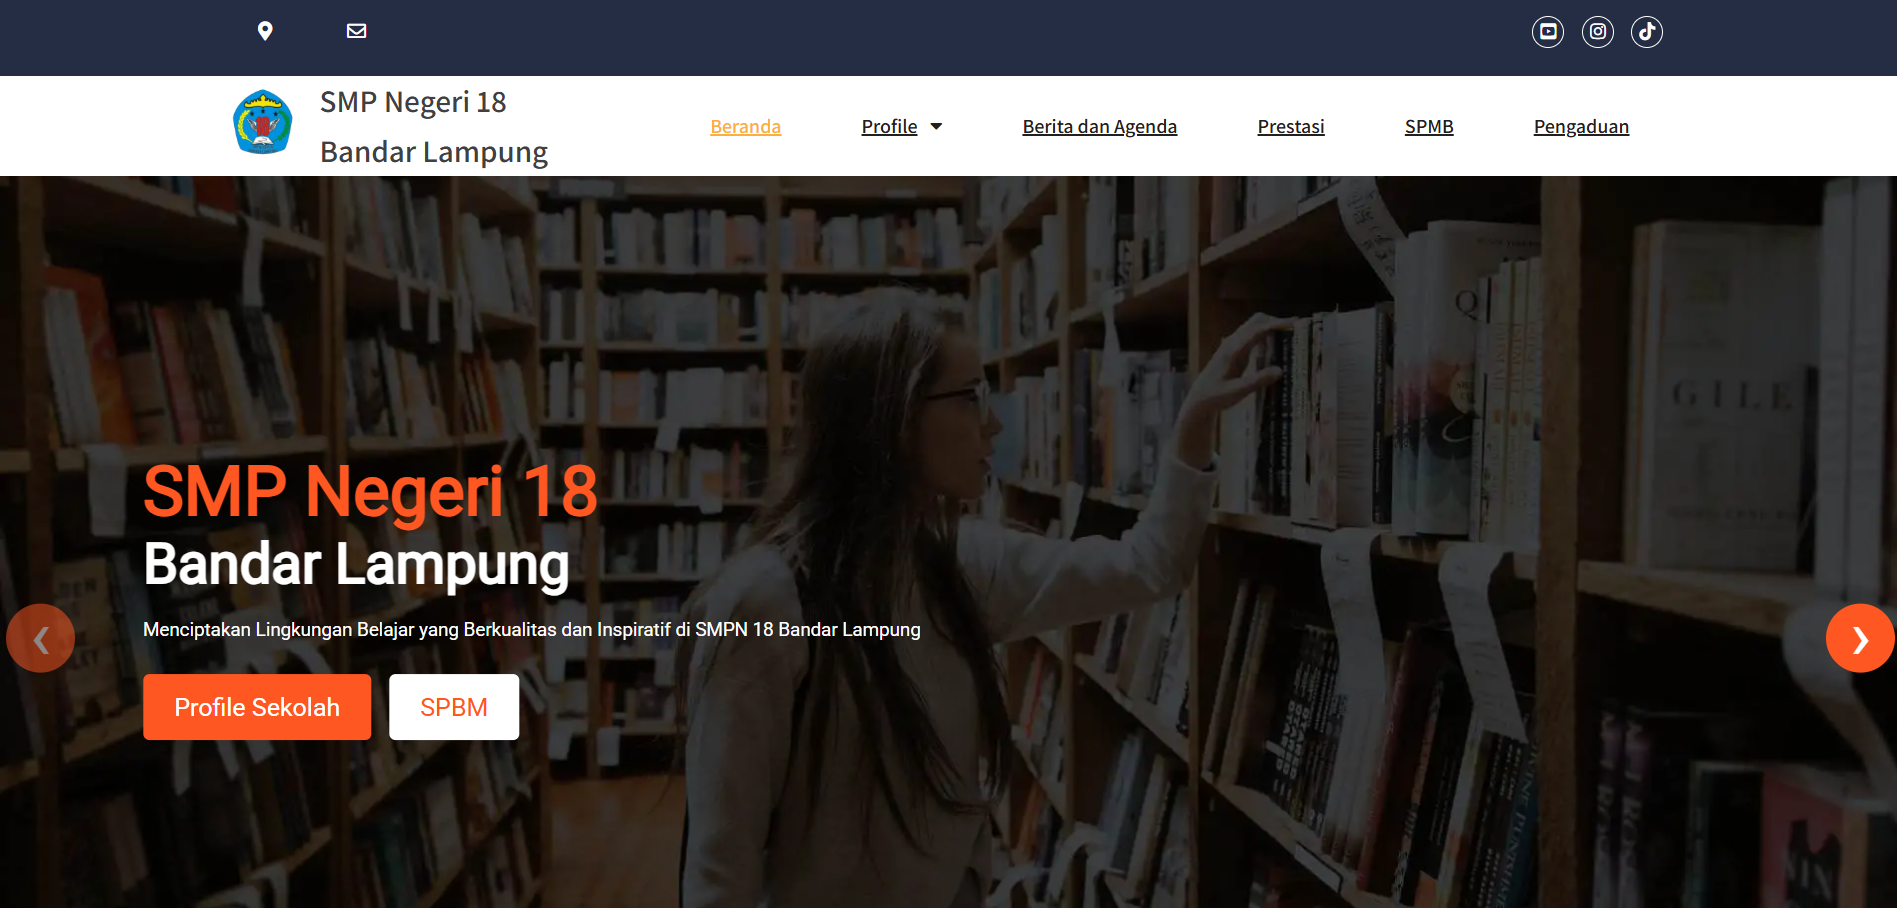 SMP Negeri 18
Bandar Lampung
Beranda
Profile
Berita dan Agenda
Prestasi
SPMB
Pengaduan
GILE
SMP Negeri 18
Bandar Lampung
Menciptakan Lingkungan Belajar yang Berkualitas dan Inspiratif di SMPN 18 Bandar Lampung
Profile Sekolah
SPBM